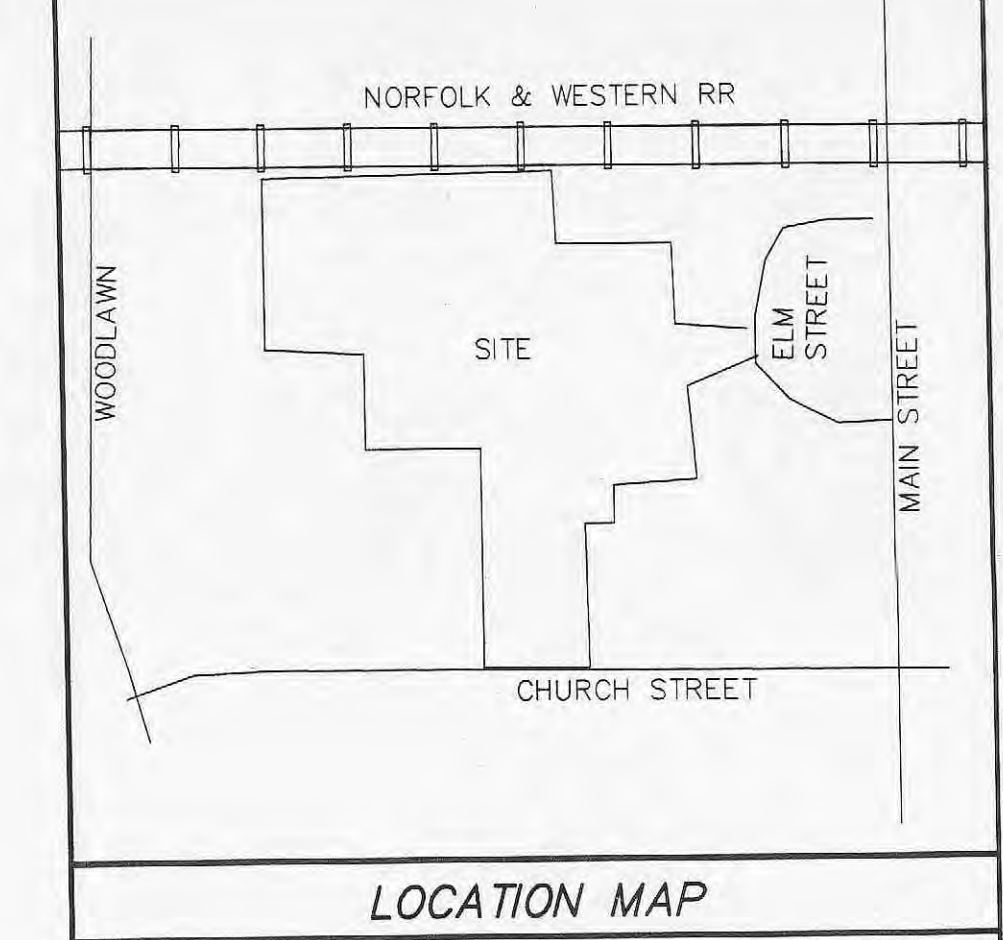 NORFOLK & WESTERN RR
WOODLAWN
SITE
ELM
STREET
MAIN STREET
CHURCH STREET
LOCATION MAP